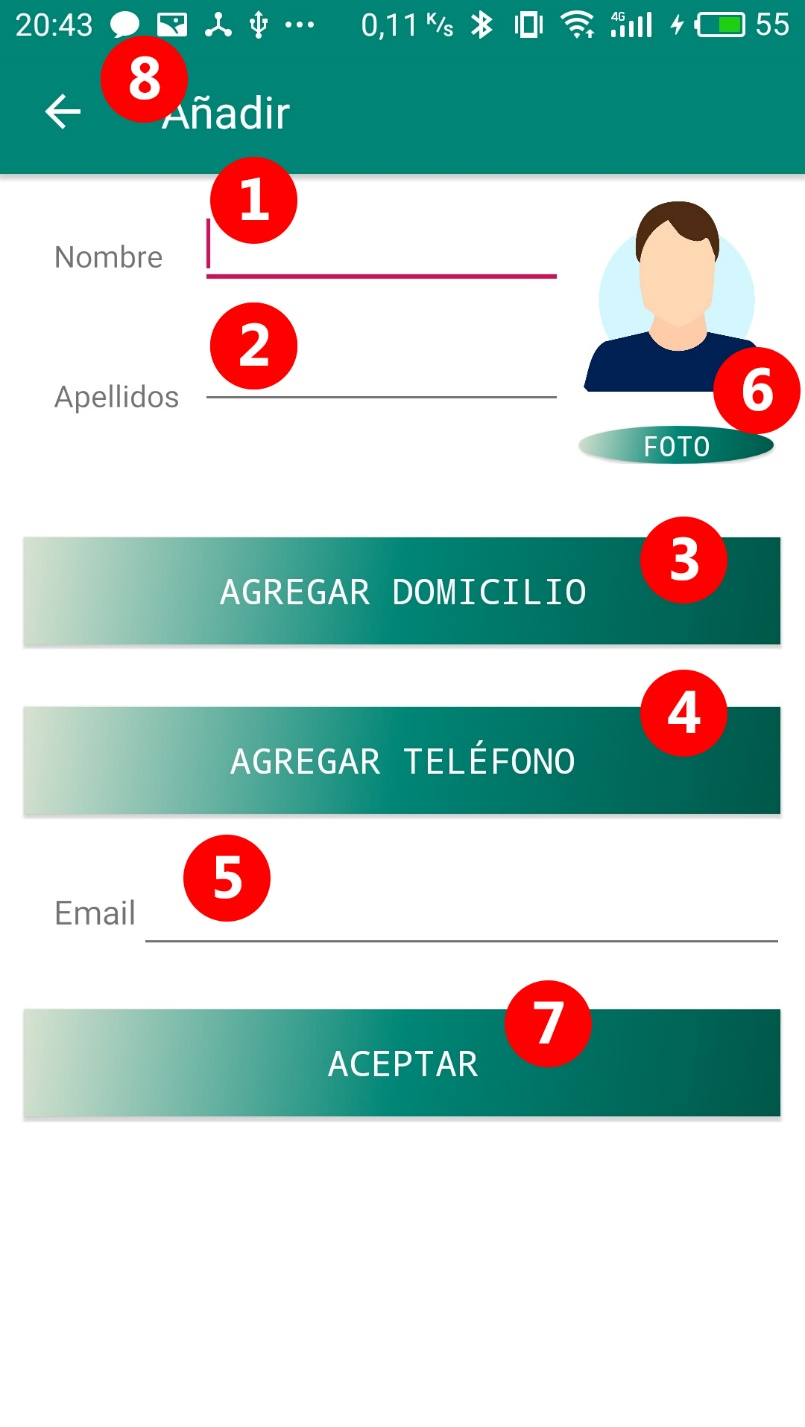 20:43 0,11 K/s 4G 55
8
Añadir
1
Nombre
2
Apellidos
6
FOTO
3
AGREGAR DOMICILIO
4
AGREGAR TELÉFONO
5
Email
7
ACEPTAR